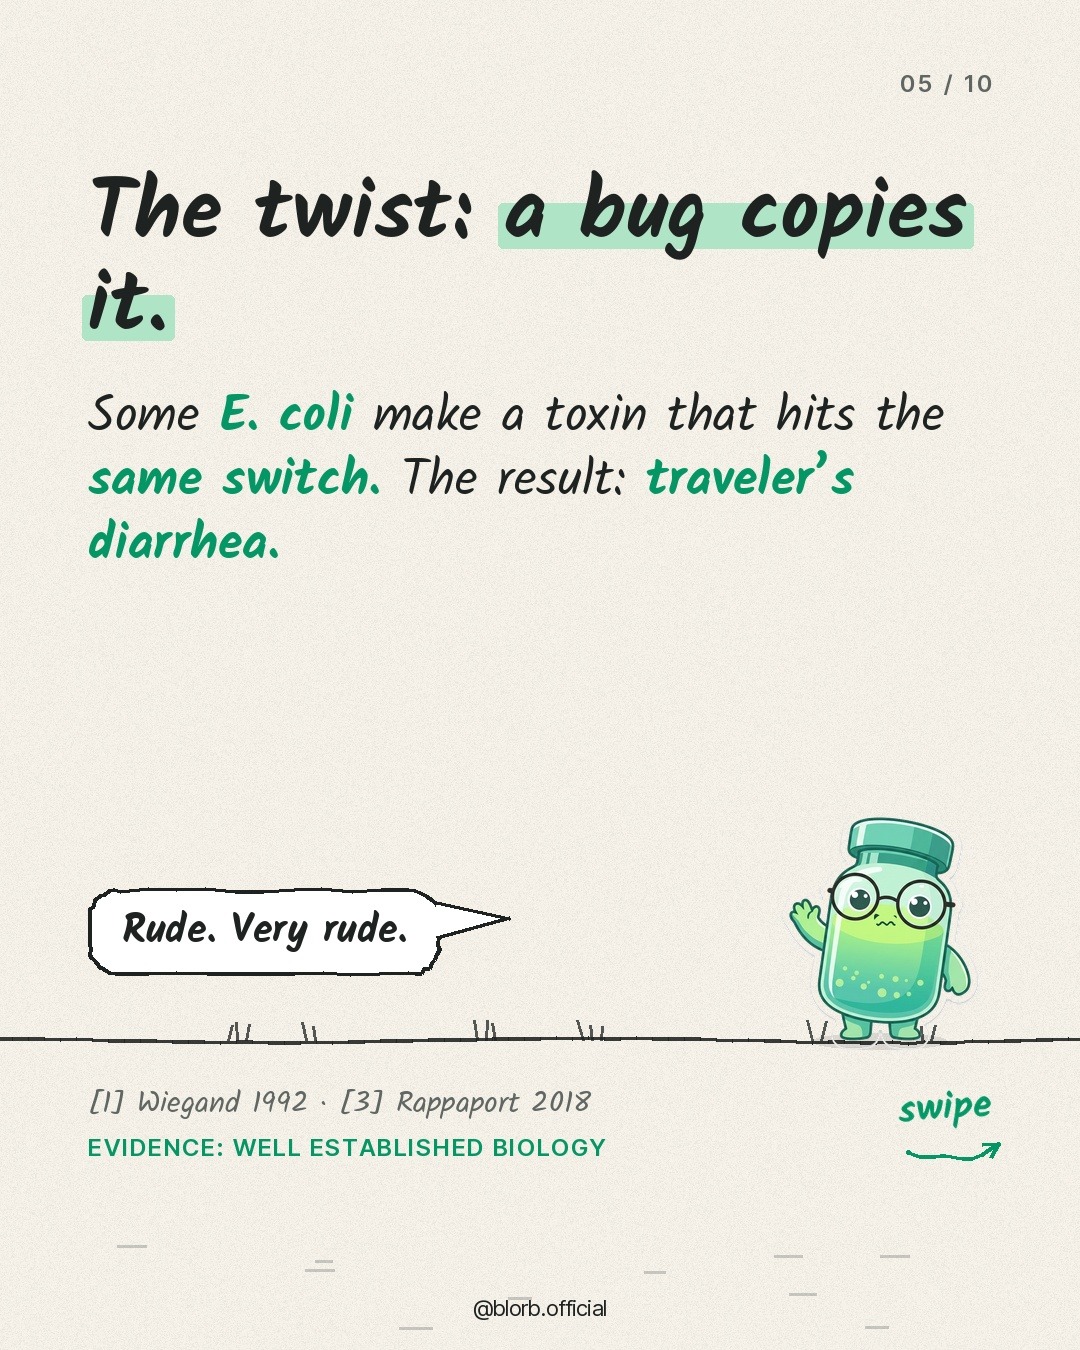 05 / 10
The twist: a bug copies
it.
Some E. coli make a toxin that hits the
same switch. The result: traveler’s
diarrhea.
Rude. Very rude.
[1] Wiegand 1992 · [3] Rappaport 2018
EVIDENCE: WELL ESTABLISHED BIOLOGY
swipe
@blorb.official